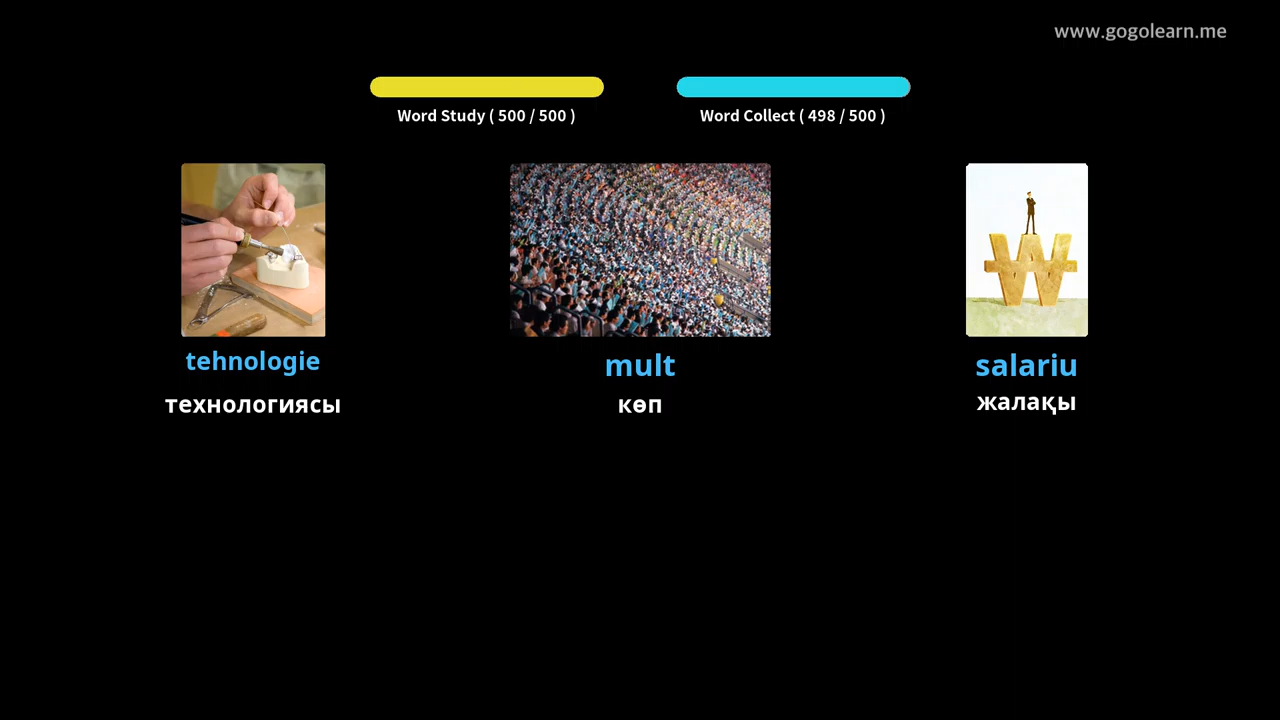 www.gogolearn.me
Word Study ( 500 / 500 )
Word Collect ( 498 / 500 )
tehnologie
mult
salariu
технологиясы
көп
жалақы